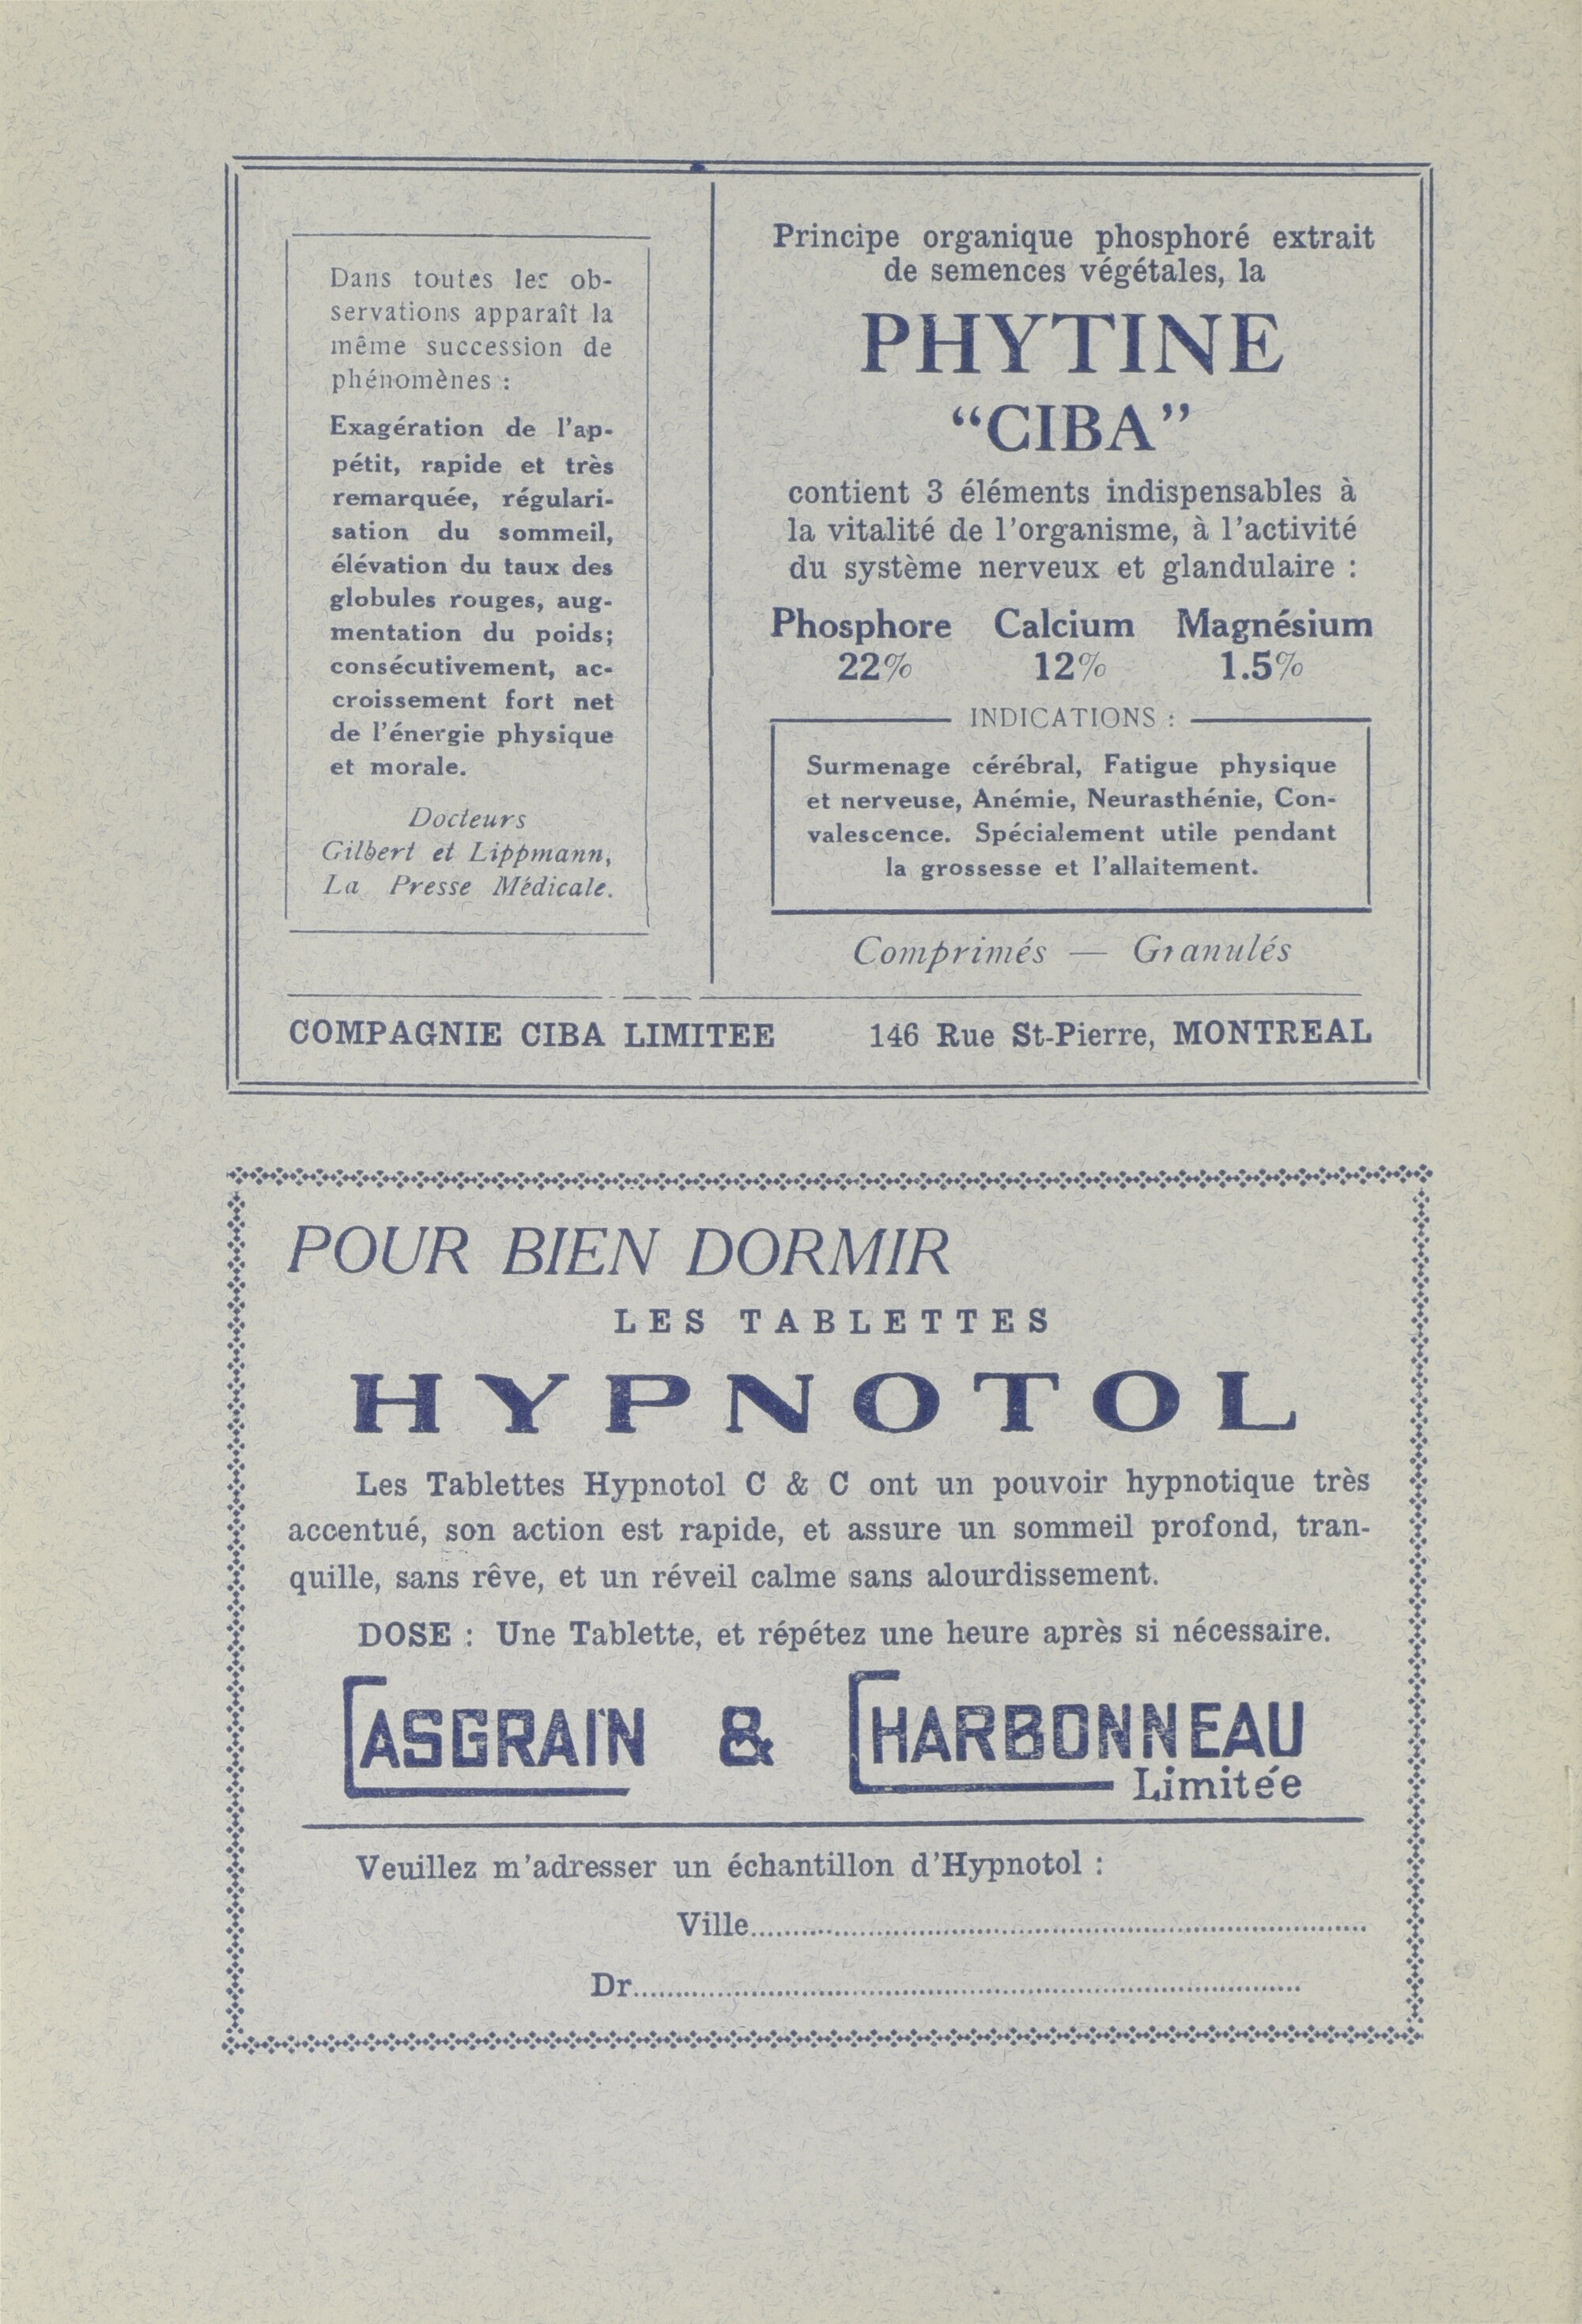 Dans toutes les ob-
servations apparaît la
même succession de
phénomènes :
Exagération de l'ap-
pétit, rapide et très
remarquée, régulari-
sation du sommeil,
élévation du taux des
globules rouges, aug-
mentation du poids;
consécutivement, ac-
croissement fort net
de l'énergie physique
et morale.
Docteurs
Gilbert et Lippmann,
La Presse Médicale.
Principe organique phosphoré extrait
de semences végétales, la
PHYTINE
“CIBA”
contient 3 éléments indispensables à
la vitalité de l'organisme, à l'activité
du système nerveux et glandulaire :
Phosphore Calcium Magnésium
22% 12% 1.5%
INDICATIONS :
Surmenage cérébral, Fatigue physique
et nerveuse, Anémie, Neurasthénie, Con-
valescence. Spécialement utile pendant
la grossesse et l'allaitement.
Comprimés — Granulés
COMPAGNIE CIBA LIMITEE 146 Rue St-Pierre, MONTREAL
POUR BIEN DORMIR
LES TABLETTES
HYPNOTOL
Les Tablettes Hypnotol C & C ont un pouvoir hypnotique très
accentué, son action est rapide, et assure un sommeil profond, tran-
quille, sans rêve, et un réveil calme sans alourdissement.
DOSE : Une Tablette, et répétez une heure après si nécessaire.
CASGRAIN & CHARBONNEAU
Limitée
Veuillez m'adresser un échantillon d'Hypnotol :
Ville
Dr